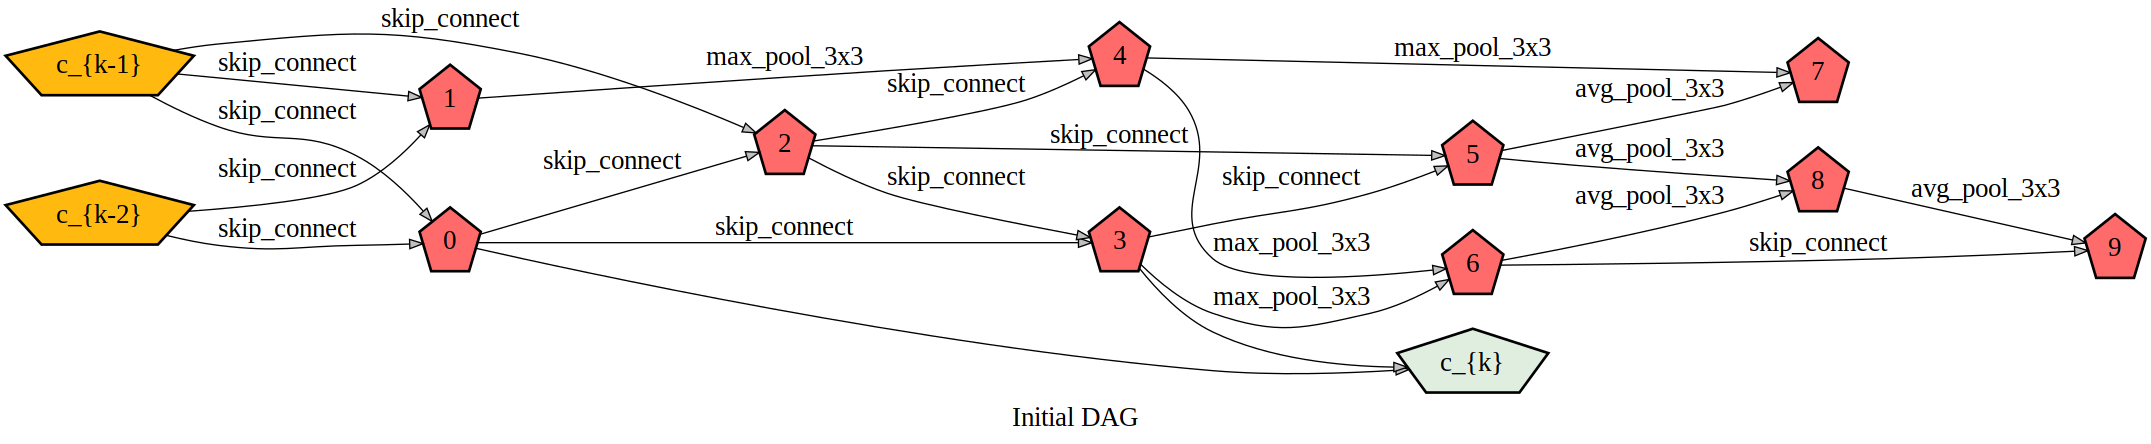 skip_connect
c_{k-1}
skip_connect
skip_connect
skip_connect
c_{k-2}
skip_connect
1
0
max_pool_3x3
skip_connect
skip_connect
2
skip_connect
skip_connect
skip_connect
4
3
max_pool_3x3
skip_connect
skip_connect
max_pool_3x3
max_pool_3x3
5
6
c_{k}
avg_pool_3x3
avg_pool_3x3
avg_pool_3x3
skip_connect
7
8
avg_pool_3x3
9
Initial DAG